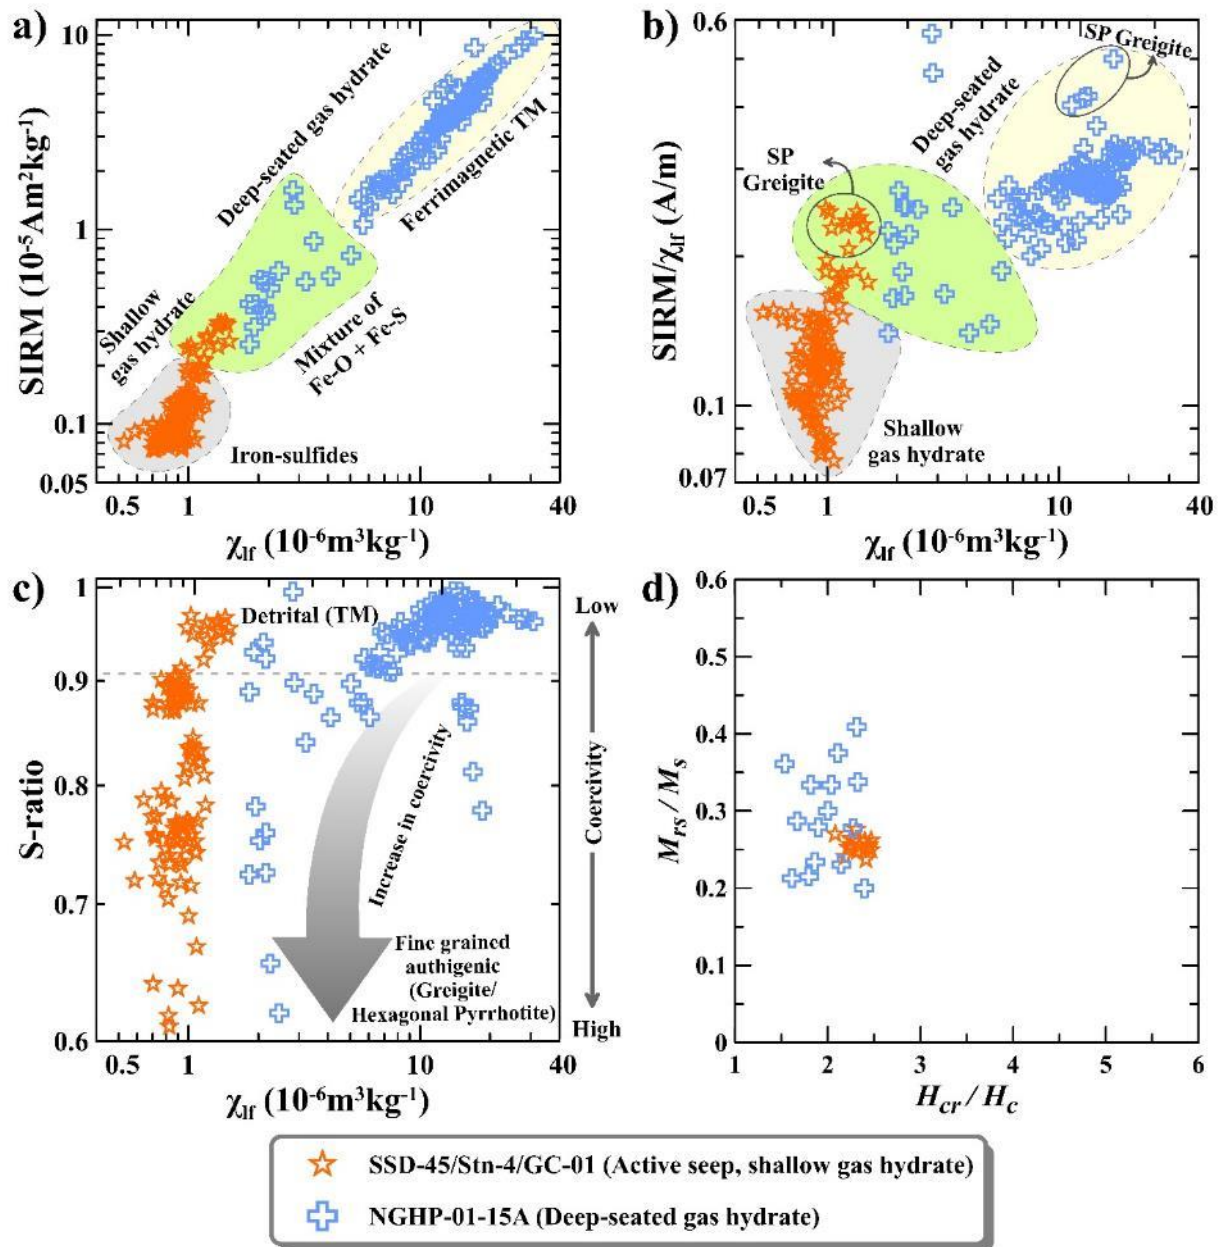 a)
10
1
0.1
0.05
SIRM (10⁻⁵Am²kg⁻¹)
Deep-seated gas hydrate
Ferrimagnetic TM
Shallow
gas hydrate
Mixture of
Fe-O + Fe-S
Iron-sulfides
0.5 1 10 40
χlf (10⁻⁶m³kg⁻¹)
b)
0.6
0.2
0.1
0.07
SIRM/χlf (A/m)
SP Greigite
Deep-seated
gas hydrate
SP
Greigite
Shallow
gas hydrate
0.5 1 10 40
χlf (10⁻⁶m³kg⁻¹)
c)
1
0.9
0.8
0.7
0.6
S-ratio
Detrital (TM)
Increase in coercivity
Fine grained
authigenic
(Greigite/
Hexagonal Pyrrhotite)
0.5 1 10 40
χlf (10⁻⁶m³kg⁻¹)
Low
Coercivity
High
d)
0.6
0.5
0.4
0.3
0.2
0.1
0
Mrs / Ms
1 2 3 4 5 6
Hcr / Hc
SSD-45/Stn-4/GC-01 (Active seep, shallow gas hydrate)
NGHP-01-15A (Deep-seated gas hydrate)